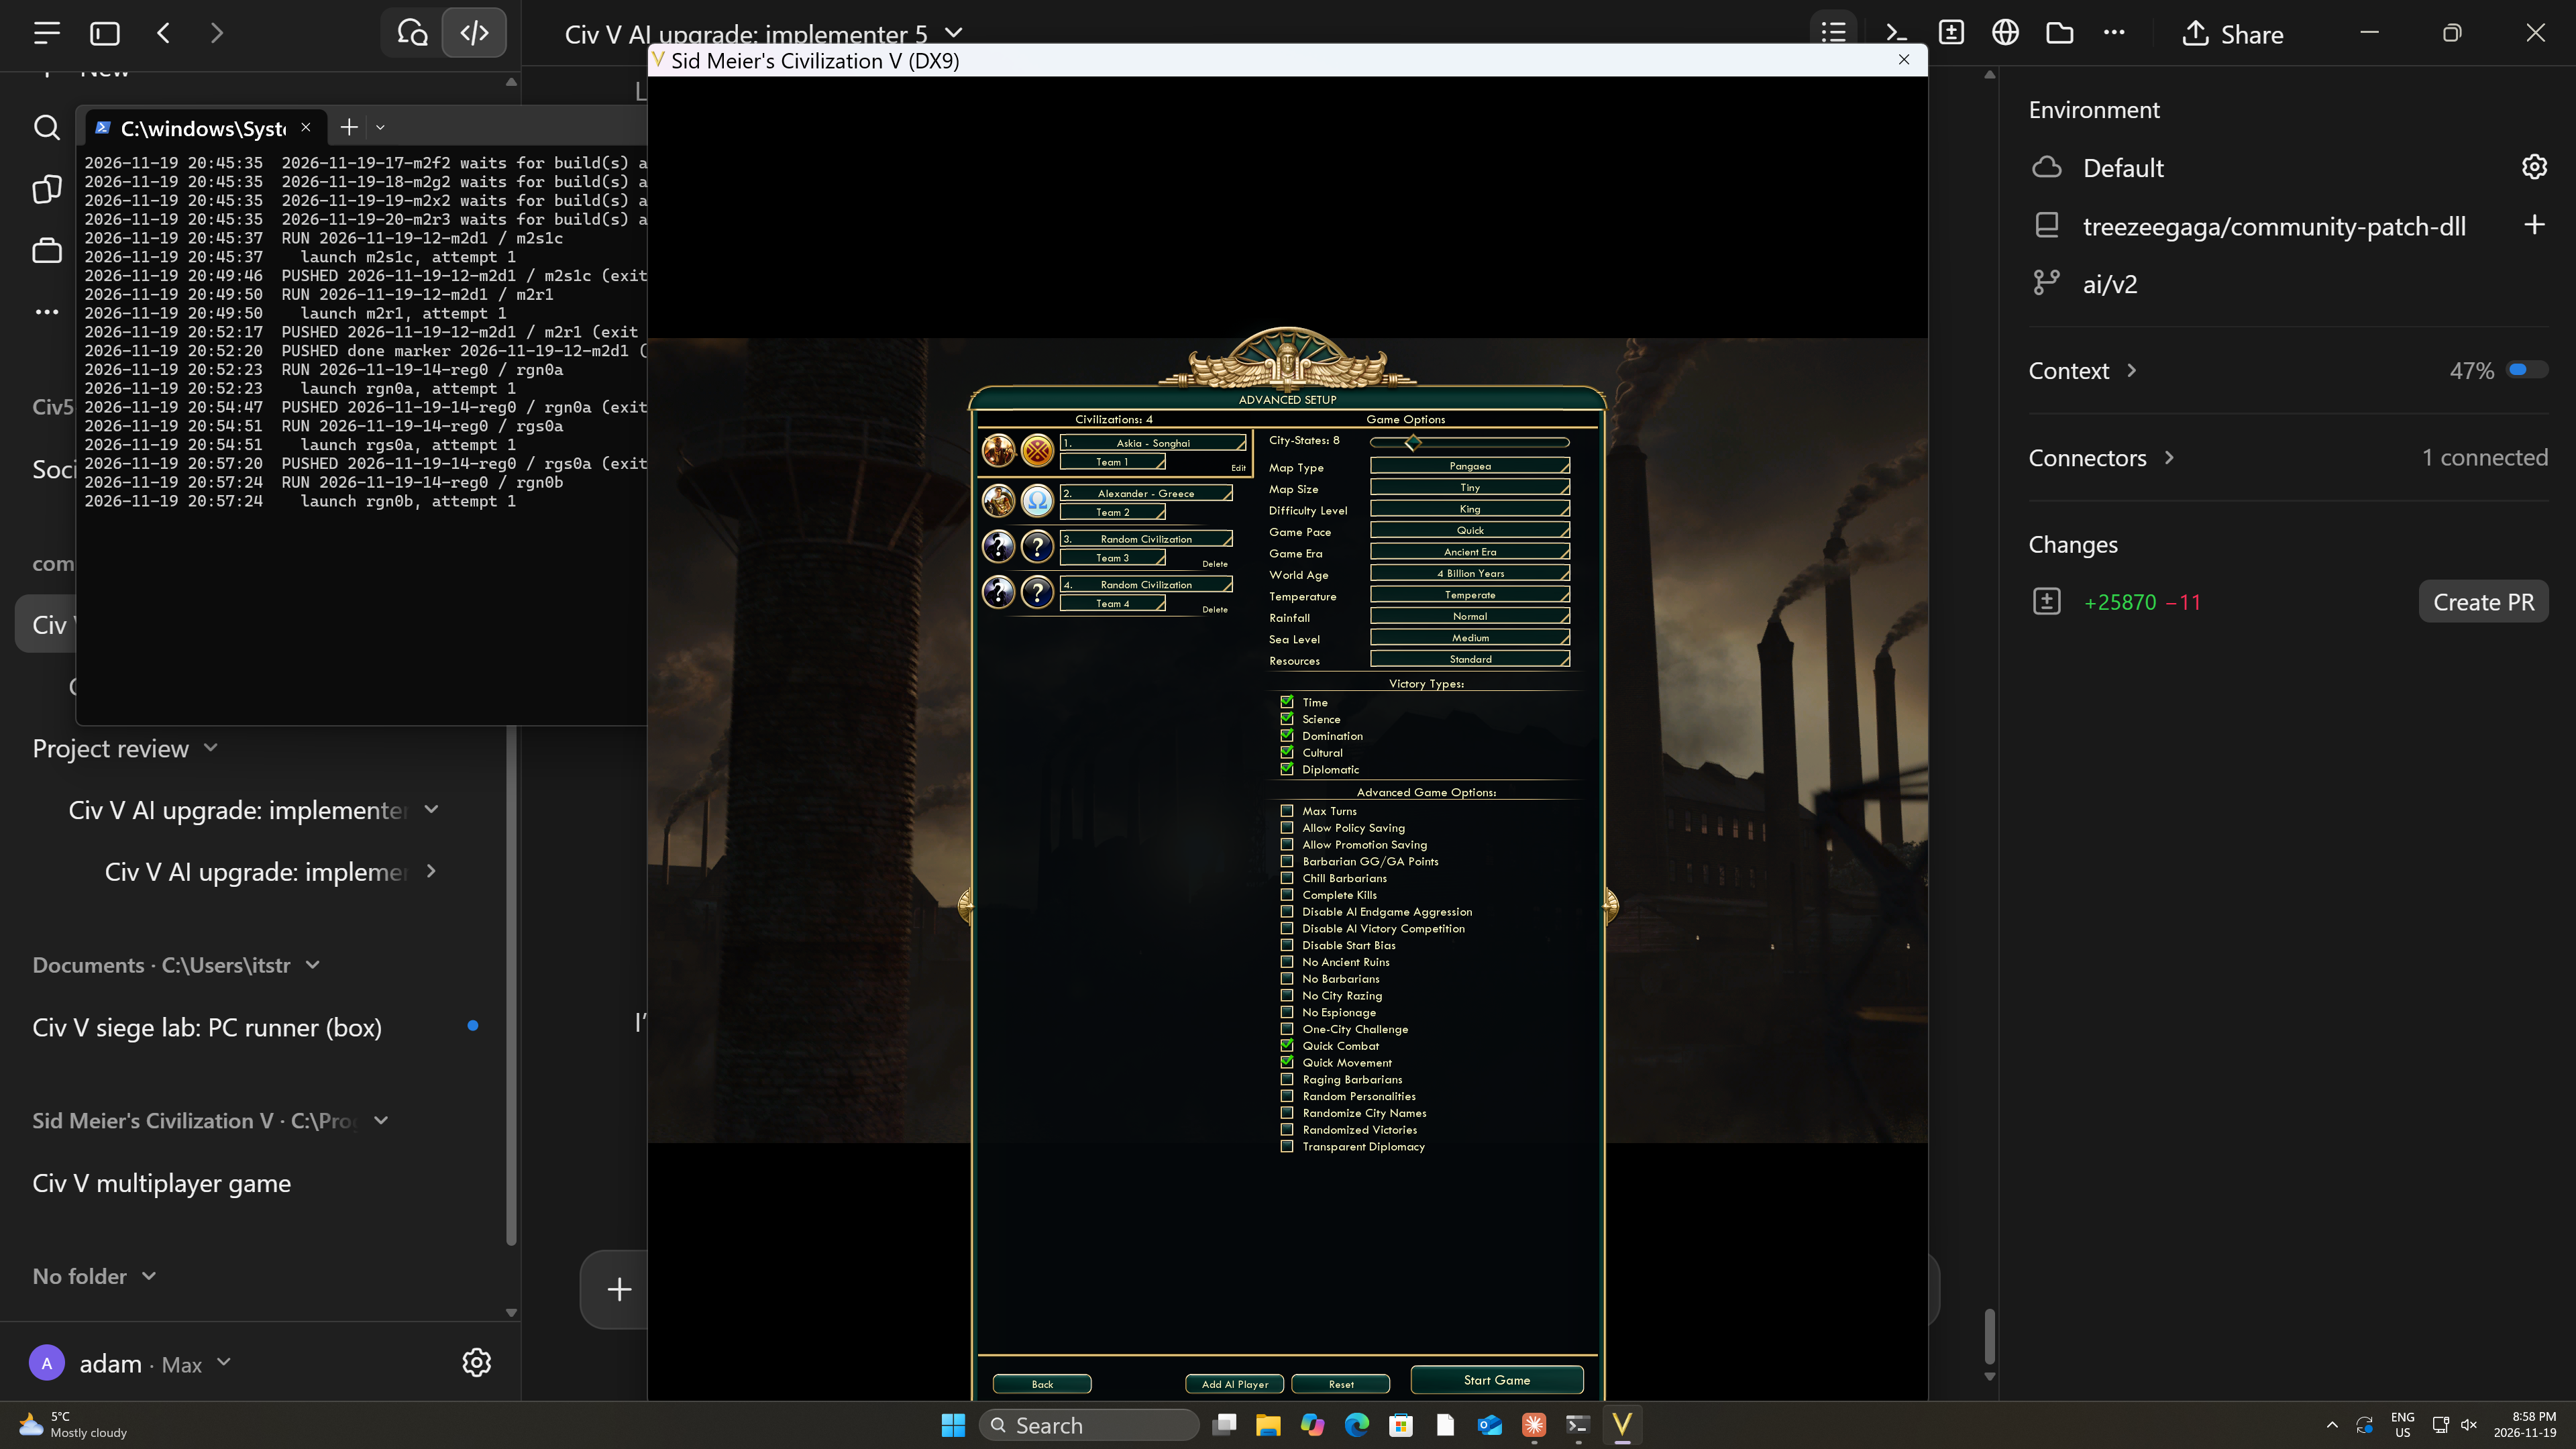 Civ V AI upgrade: implementer 5
Share
New
Sid Meier's Civilization V (DX9)
C:\windows\Syst
2026-11-19 20:45:35  2026-11-19-17-m2f2 waits for build(s) a
2026-11-19 20:45:35  2026-11-19-18-m2g2 waits for build(s) a
2026-11-19 20:45:35  2026-11-19-19-m2x2 waits for build(s) a
2026-11-19 20:45:35  2026-11-19-20-m2r3 waits for build(s) a
2026-11-19 20:45:37  RUN 2026-11-19-12-m2d1 / m2s1c
2026-11-19 20:45:37    launch m2s1c, attempt 1
2026-11-19 20:49:46  PUSHED 2026-11-19-12-m2d1 / m2s1c (exit
2026-11-19 20:49:50  RUN 2026-11-19-12-m2d1 / m2r1
2026-11-19 20:49:50    launch m2r1, attempt 1
2026-11-19 20:52:17  PUSHED 2026-11-19-12-m2d1 / m2r1 (exit
2026-11-19 20:52:20  PUSHED done marker 2026-11-19-12-m2d1 (
2026-11-19 20:52:23  RUN 2026-11-19-14-reg0 / rgn0a
2026-11-19 20:52:23    launch rgn0a, attempt 1
2026-11-19 20:54:47  PUSHED 2026-11-19-14-reg0 / rgn0a (exit
2026-11-19 20:54:51  RUN 2026-11-19-14-reg0 / rgs0a
2026-11-19 20:54:51    launch rgs0a, attempt 1
2026-11-19 20:57:20  PUSHED 2026-11-19-14-reg0 / rgs0a (exit
2026-11-19 20:57:24  RUN 2026-11-19-14-reg0 / rgn0b
2026-11-19 20:57:24    launch rgn0b, attempt 1
Civ5
Soci
com
Civ
Project review
Civ V AI upgrade: implementer
Civ V AI upgrade: implemer
Documents · C:\Users\itstr
Civ V siege lab: PC runner (box)
Sid Meier's Civilization V · C:\Prog
Civ V multiplayer game
No folder
A adam · Max
ADVANCED SETUP
Civilizations: 4
1. Askia - Songhai
Team 1
Edit
2. Alexander - Greece
Team 2
3. Random Civilization
Team 3
Delete
4. Random Civilization
Team 4
Delete
Game Options
City-States: 8
Map Type Pangaea
Map Size Tiny
Difficulty Level King
Game Pace Quick
Game Era Ancient Era
World Age 4 Billion Years
Temperature Temperate
Rainfall Normal
Sea Level Medium
Resources Standard
Victory Types:
Time
Science
Domination
Cultural
Diplomatic
Advanced Game Options:
Max Turns
Allow Policy Saving
Allow Promotion Saving
Barbarian GG/GA Points
Chill Barbarians
Complete Kills
Disable AI Endgame Aggression
Disable AI Victory Competition
Disable Start Bias
No Ancient Ruins
No Barbarians
No City Razing
No Espionage
One-City Challenge
Quick Combat
Quick Movement
Raging Barbarians
Random Personalities
Randomize City Names
Randomized Victories
Transparent Diplomacy
Back
Add AI Player
Reset
Start Game
Environment
Default
treezeegaga/community-patch-dll
ai/v2
Context 47%
Connectors 1 connected
Changes
+25870 −11
Create PR
5°C
Mostly cloudy
Search
ENG
US
8:58 PM
2026-11-19